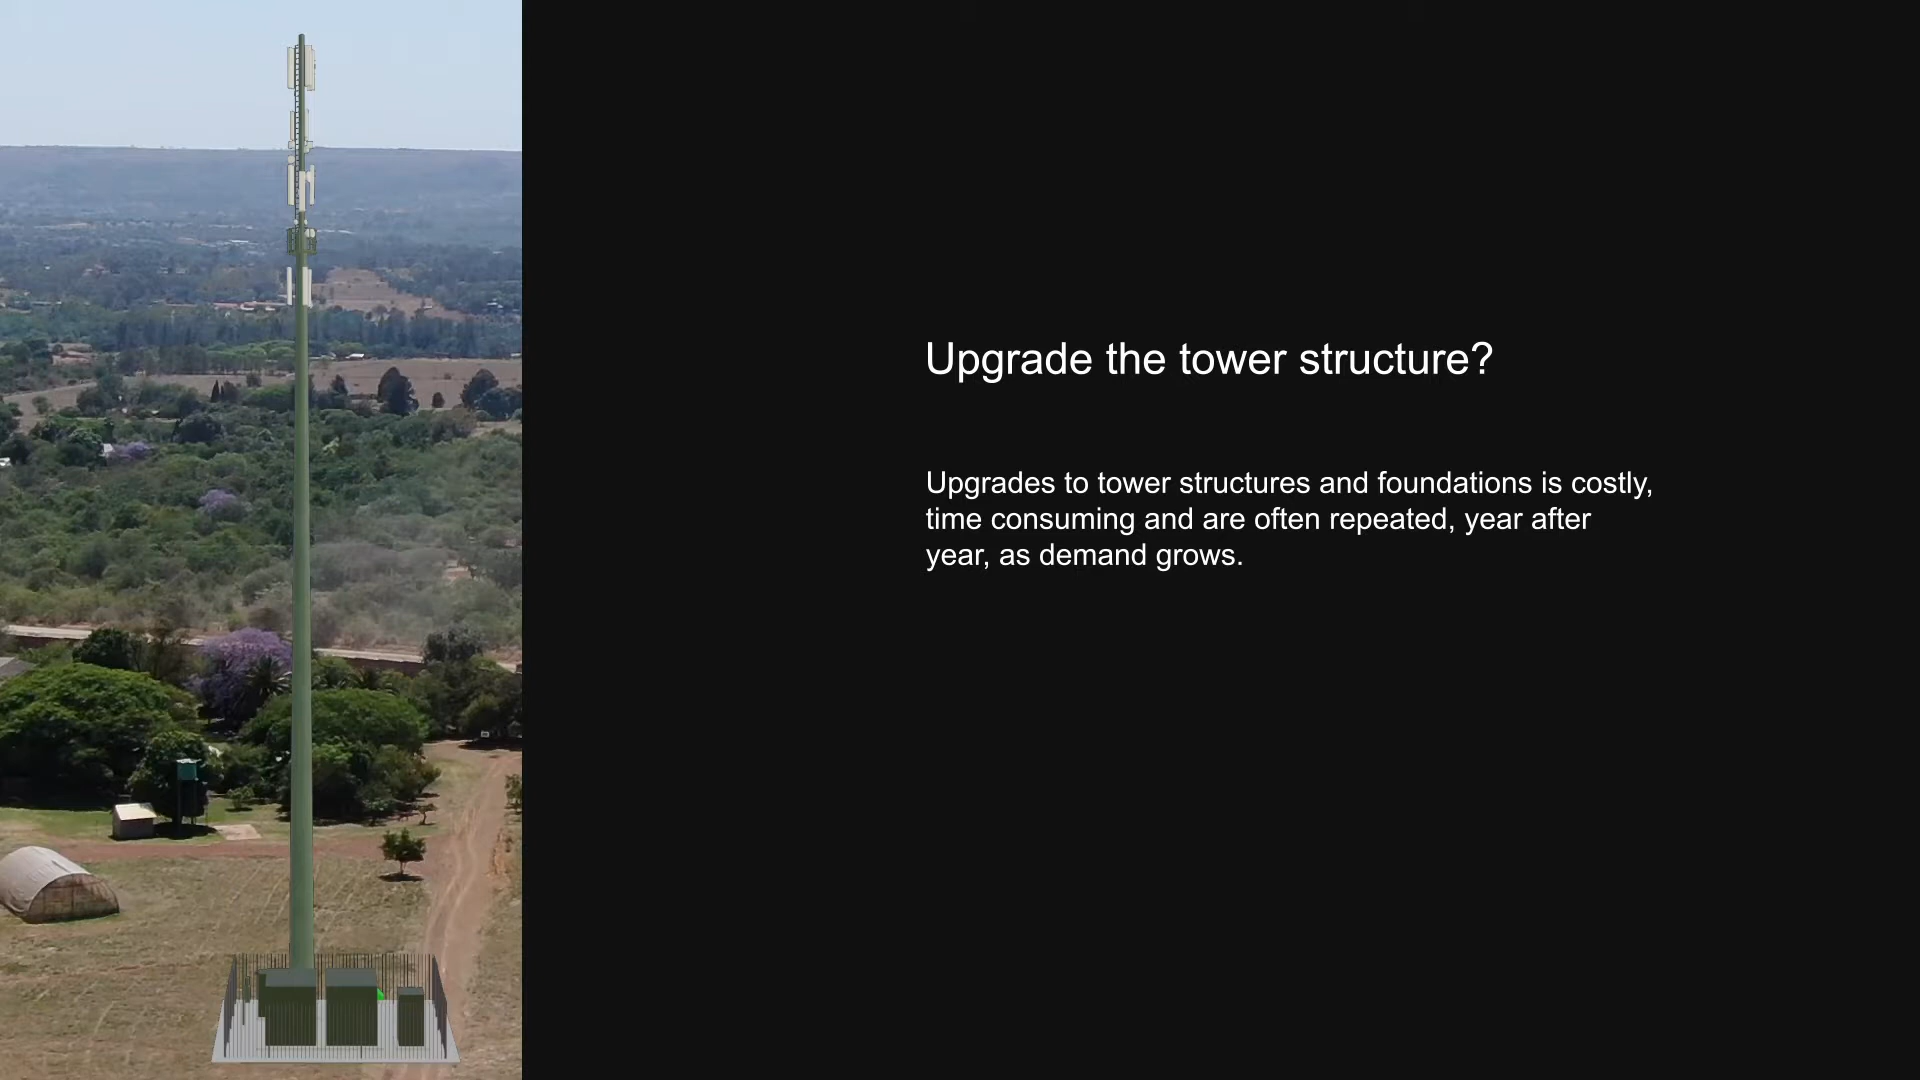 Upgrade the tower structure?
Upgrades to tower structures and foundations is costly,
time consuming and are often repeated, year after
year, as demand grows.